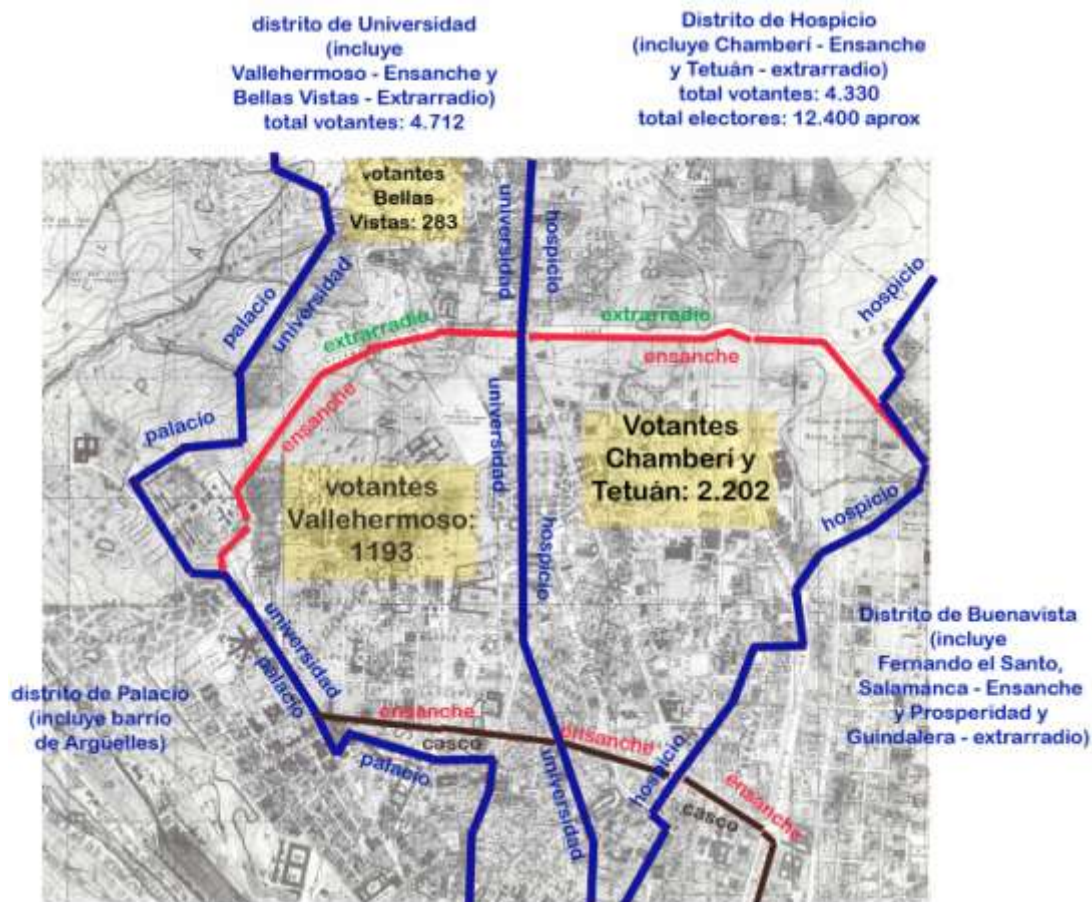 distrito de Universidad
(incluye
Vallehermoso - Ensanche y
Bellas Vistas - Extrarradio)
total votantes: 4.712
Distrito de Hospicio
(incluye Chamberí - Ensanche
y Tetuán - extrarradio)
total votantes: 4.330
total electores: 12.400 aprox
votantes
Bellas
Vistas: 283
universidad
hospicio
palacio
universidad
hospicio
extrarradio
extrarradio
ensanche
ensanche
palacio
universidad
Votantes
Chamberí y
Tetuán: 2.202
votantes
Vallehermoso:
1193
hospicio
hospicio
universidad
palacio
Distrito de Buenavista
(incluye
Fernando el Santo,
Salamanca - Ensanche
y Prosperidad y
Guindalera - extrarradio)
distrito de Palacio
(incluye barrio
de Argüelles)
ensanche
casco
palacio
ensanche
universidad
hospicio
ensanche
casco